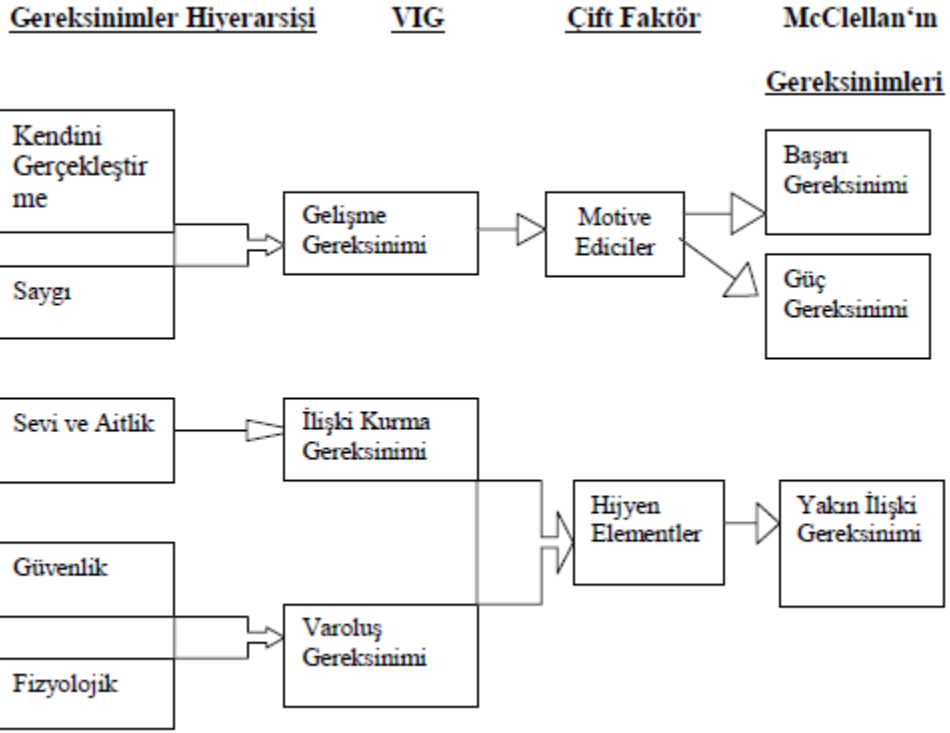 Gereksinimler Hiyerarsişi
VIG
Çift Faktör
McClellan‘ın
Gereksinimleri
Kendini
Gerçekleştir
me
Saygı
Gelişme
Gereksinimi
Motive
Ediciler
Başarı
Gereksinimi
Güç
Gereksinimi
Sevi ve Aitlik
İlişki Kurma
Gereksinimi
Güvenlik
Fizyolojik
Varoluş
Gereksinimi
Hijyen
Elementler
Yakın İlişki
Gereksinimi